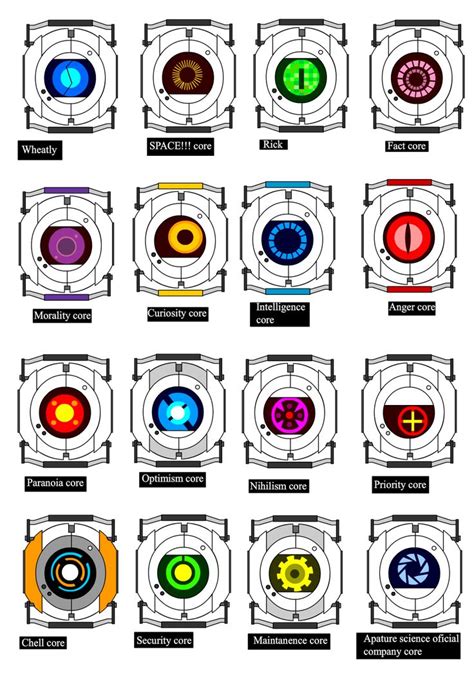 Wheatly
SPACE!!! core
Rick
Fact core
Morality core
Curiosity core
Intelligence
core
Anger core
Paranoia core
Optimism core
Nihilism core
Priority core
Chell core
Security core
Maintanence core
Apature science oficial
company core